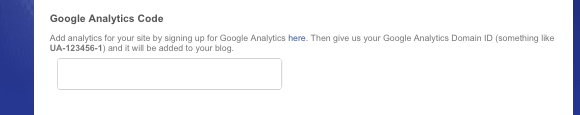 Google Analytics Code
Add analytics for your site by signing up for Google Analytics here. Then give us your Google Analytics Domain ID (something like
UA-123456-1) and it will be added to your blog.